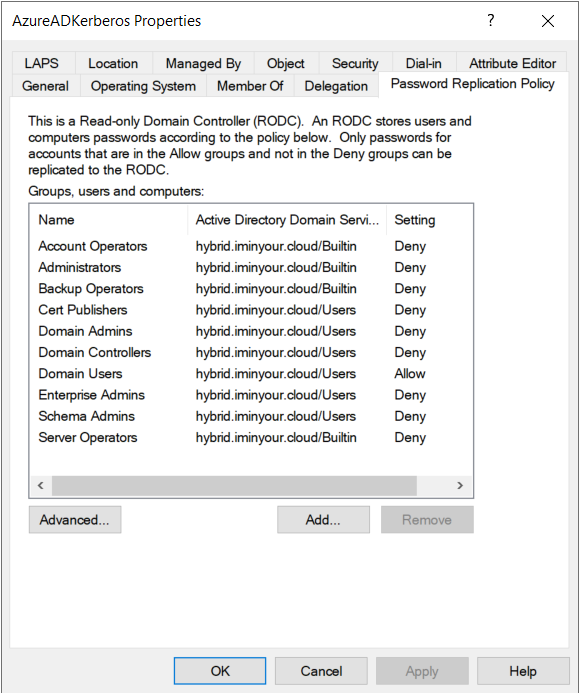 AzureADKerberos Properties ? ×
LAPS Location Managed By Object Security Dial-in Attribute Editor
General Operating System Member Of Delegation Password Replication Policy
This is a Read-only Domain Controller (RODC). An RODC stores users and
computers passwords according to the policy below. Only passwords for
accounts that are in the Allow groups and not in the Deny groups can be
replicated to the RODC.
Groups, users and computers:
Name Active Directory Domain Servi... Setting
Account Operators hybrid.iminyour.cloud/Builtin Deny
Administrators hybrid.iminyour.cloud/Builtin Deny
Backup Operators hybrid.iminyour.cloud/Builtin Deny
Cert Publishers hybrid.iminyour.cloud/Users Deny
Domain Admins hybrid.iminyour.cloud/Users Deny
Domain Controllers hybrid.iminyour.cloud/Users Deny
Domain Users hybrid.iminyour.cloud/Users Allow
Enterprise Admins hybrid.iminyour.cloud/Users Deny
Schema Admins hybrid.iminyour.cloud/Users Deny
Server Operators hybrid.iminyour.cloud/Builtin Deny
Advanced... Add... Remove
OK Cancel Apply Help